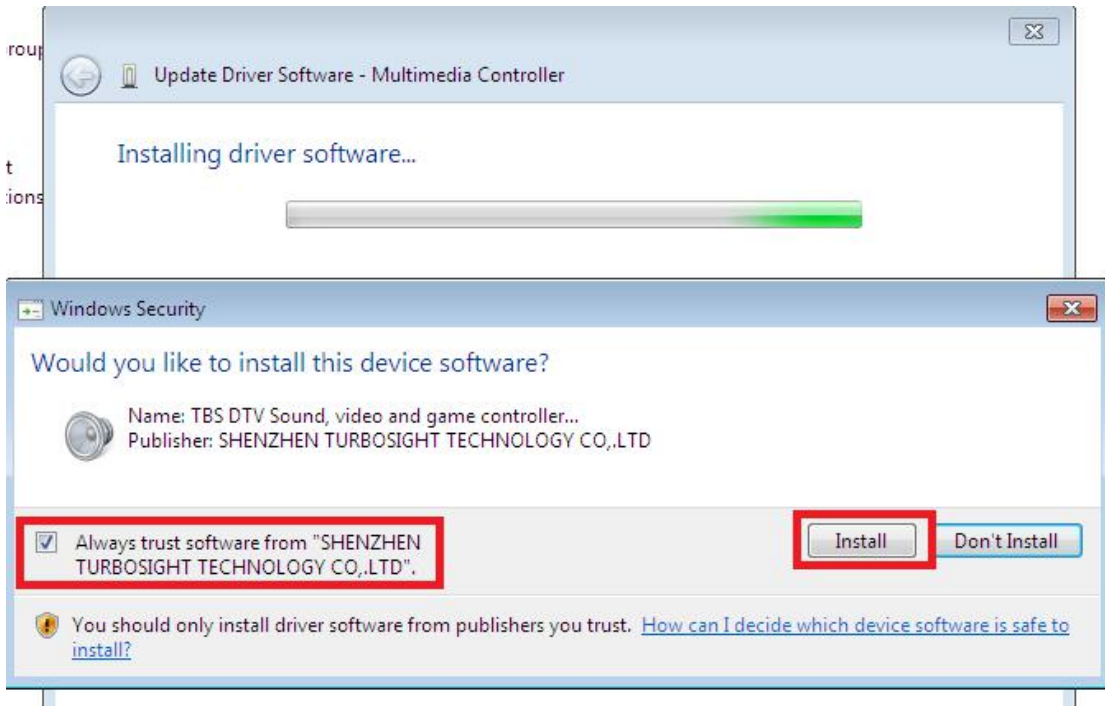 roup
Update Driver Software - Multimedia Controller
Installing driver software...
t
tions
Windows Security
Would you like to install this device software?
Name: TBS DTV Sound, video and game controller...
Publisher: SHENZHEN TURBOSIGHT TECHNOLOGY CO,.LTD
Always trust software from "SHENZHEN
TURBOSIGHT TECHNOLOGY CO,.LTD".
Install
Don't Install
You should only install driver software from publishers you trust. How can I decide which device software is safe to
install?